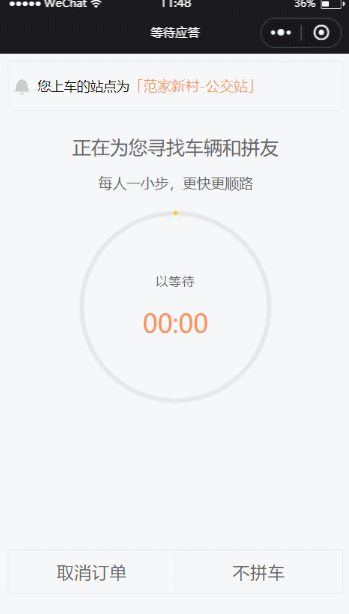 WeChat 11:48 36%
等待应答
您上车的站点为「范家新村-公交站」
正在为您寻找车辆和拼友
每人一小步，更快更顺路
以等待
00:00
取消订单 不拼车